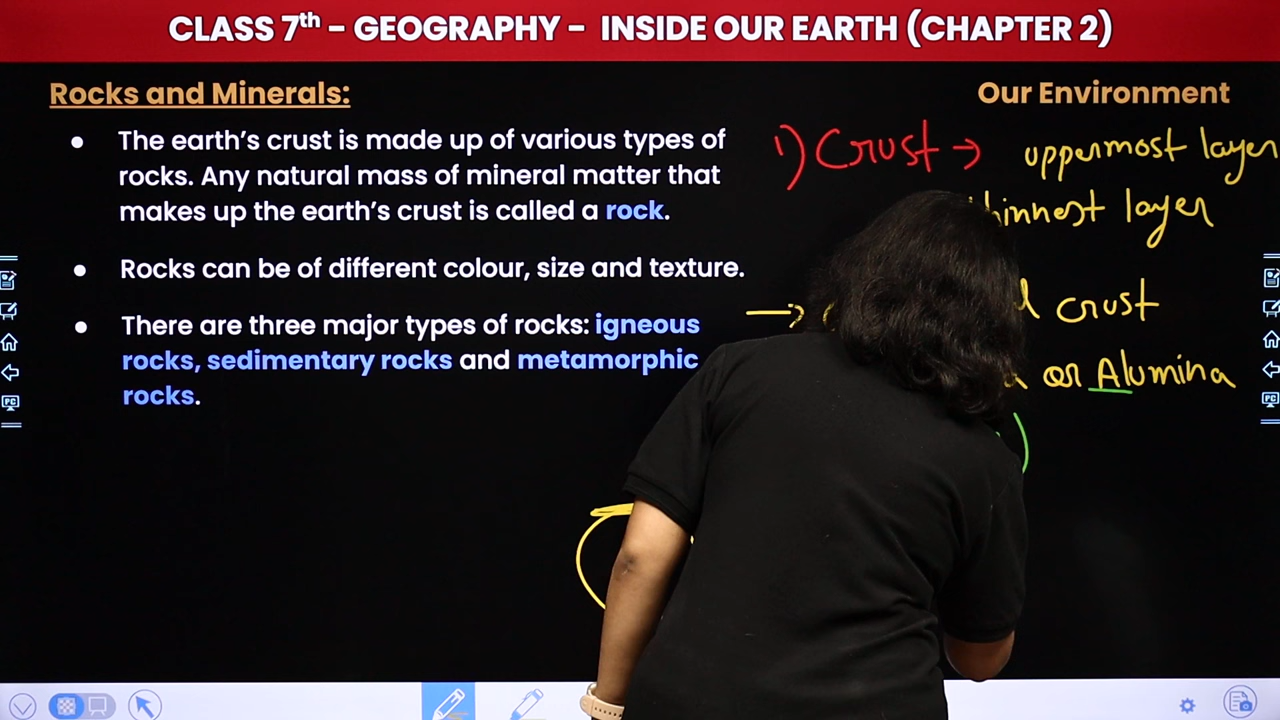 CLASS 7th - GEOGRAPHY - INSIDE OUR EARTH (CHAPTER 2)
Rocks and Minerals:
Our Environment
● The earth's crust is made up of various types of
rocks. Any natural mass of mineral matter that
makes up the earth's crust is called a rock.
● Rocks can be of different colour, size and texture.
● There are three major types of rocks: igneous
rocks, sedimentary rocks and metamorphic
rocks.
1) Crust → uppermost layer
thinnest layer
→ crust
or Alumina
)
PC
PC